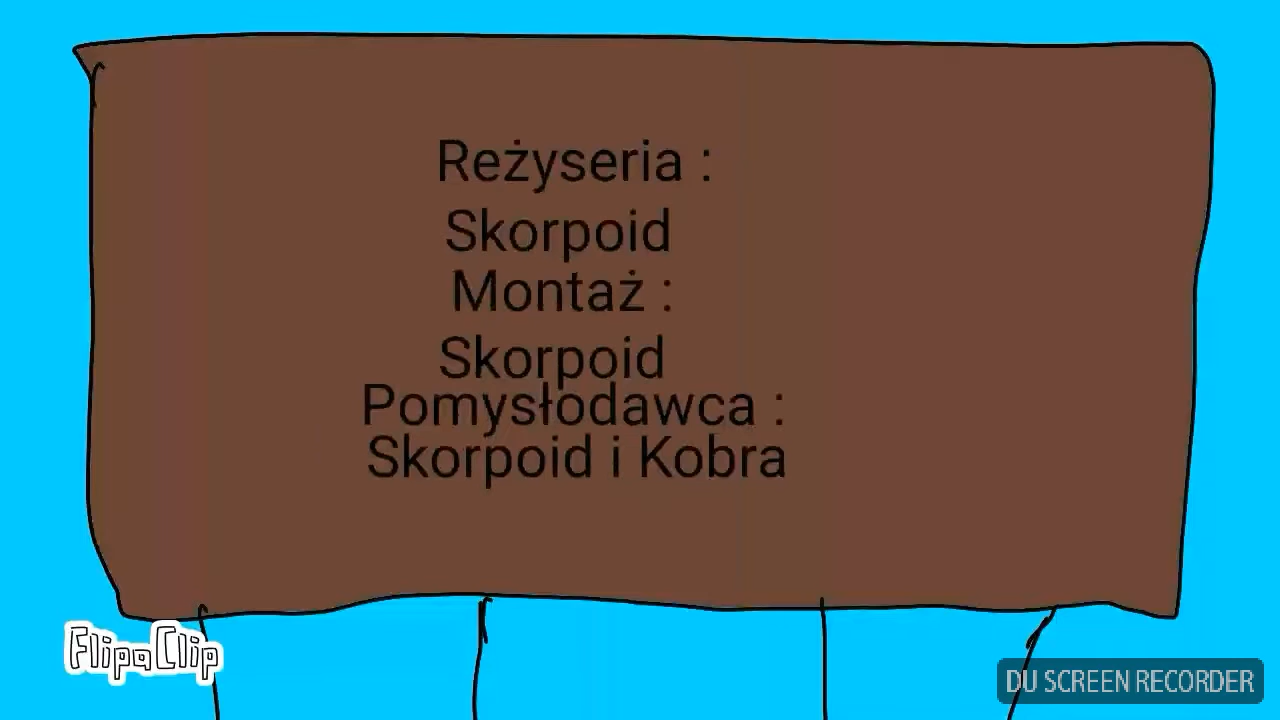 Reżyseria :
Skorpoid
Montaż :
Skorpoid
Pomysłodawca :
Skorpoid i Kobra
FlipaClip
DU SCREEN RECORDER